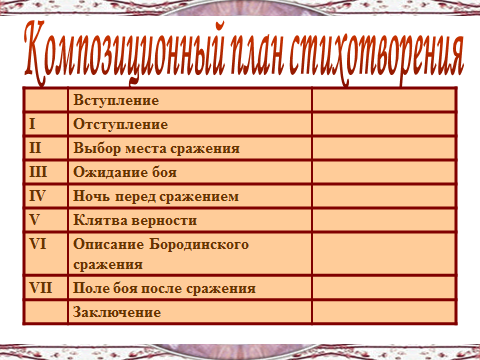 Композиционный план стихотворения
Вступление
I Отступление
II Выбор места сражения
III Ожидание боя
IV Ночь перед сражением
V Клятва верности
VI Описание Бородинского
сражения
VII Поле боя после сражения
Заключение